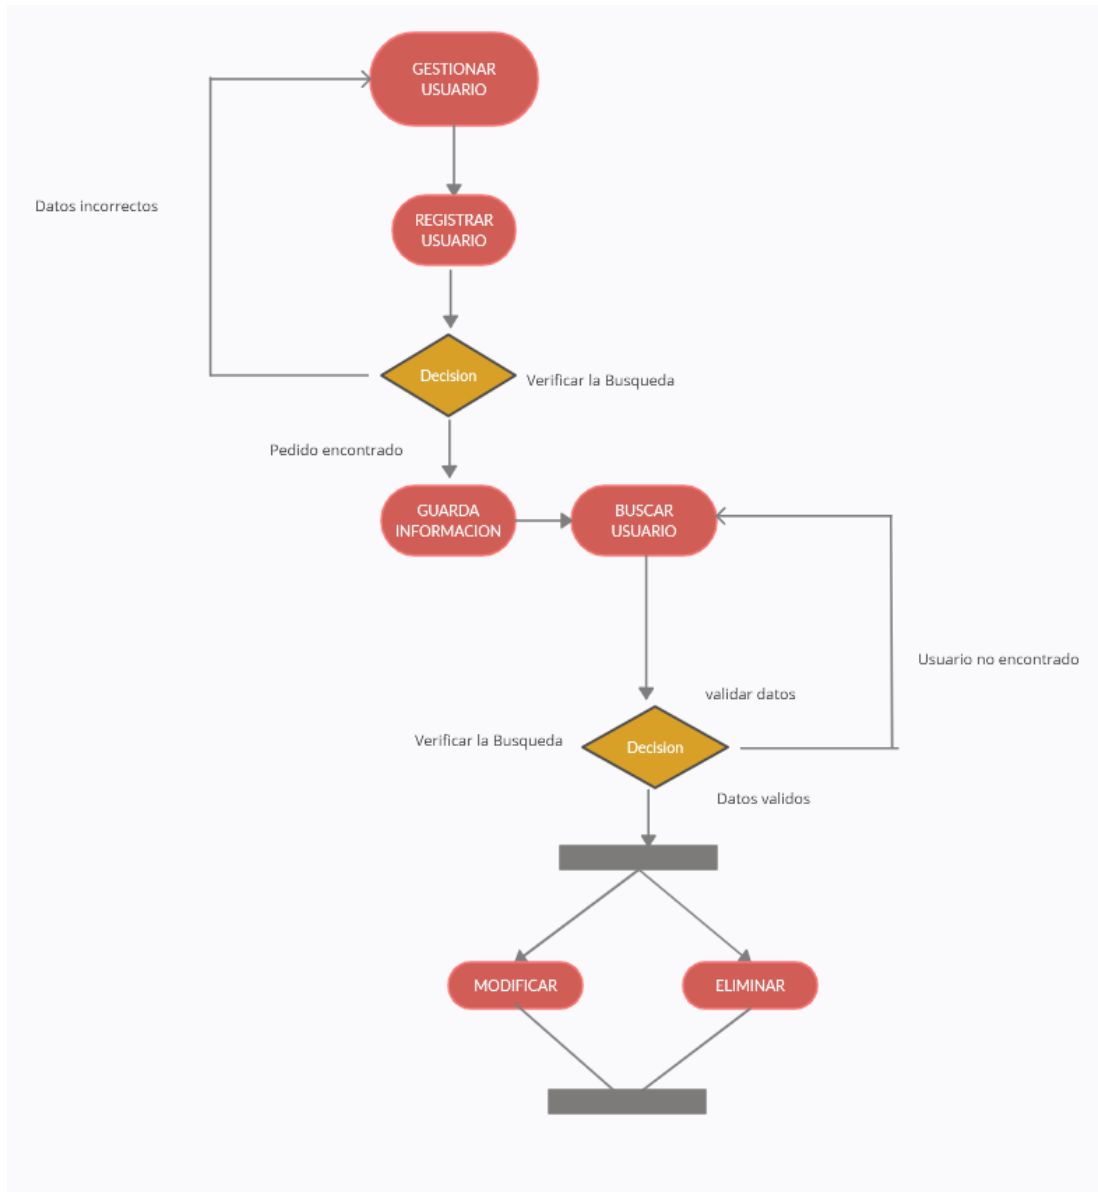 GESTIONAR
USUARIO
Datos incorrectos
REGISTRAR
USUARIO
Decision
Verificar la Busqueda
Pedido encontrado
GUARDA
INFORMACION
BUSCAR
USUARIO
Usuario no encontrado
validar datos
Verificar la Busqueda
Decision
Datos validos
MODIFICAR
ELIMINAR